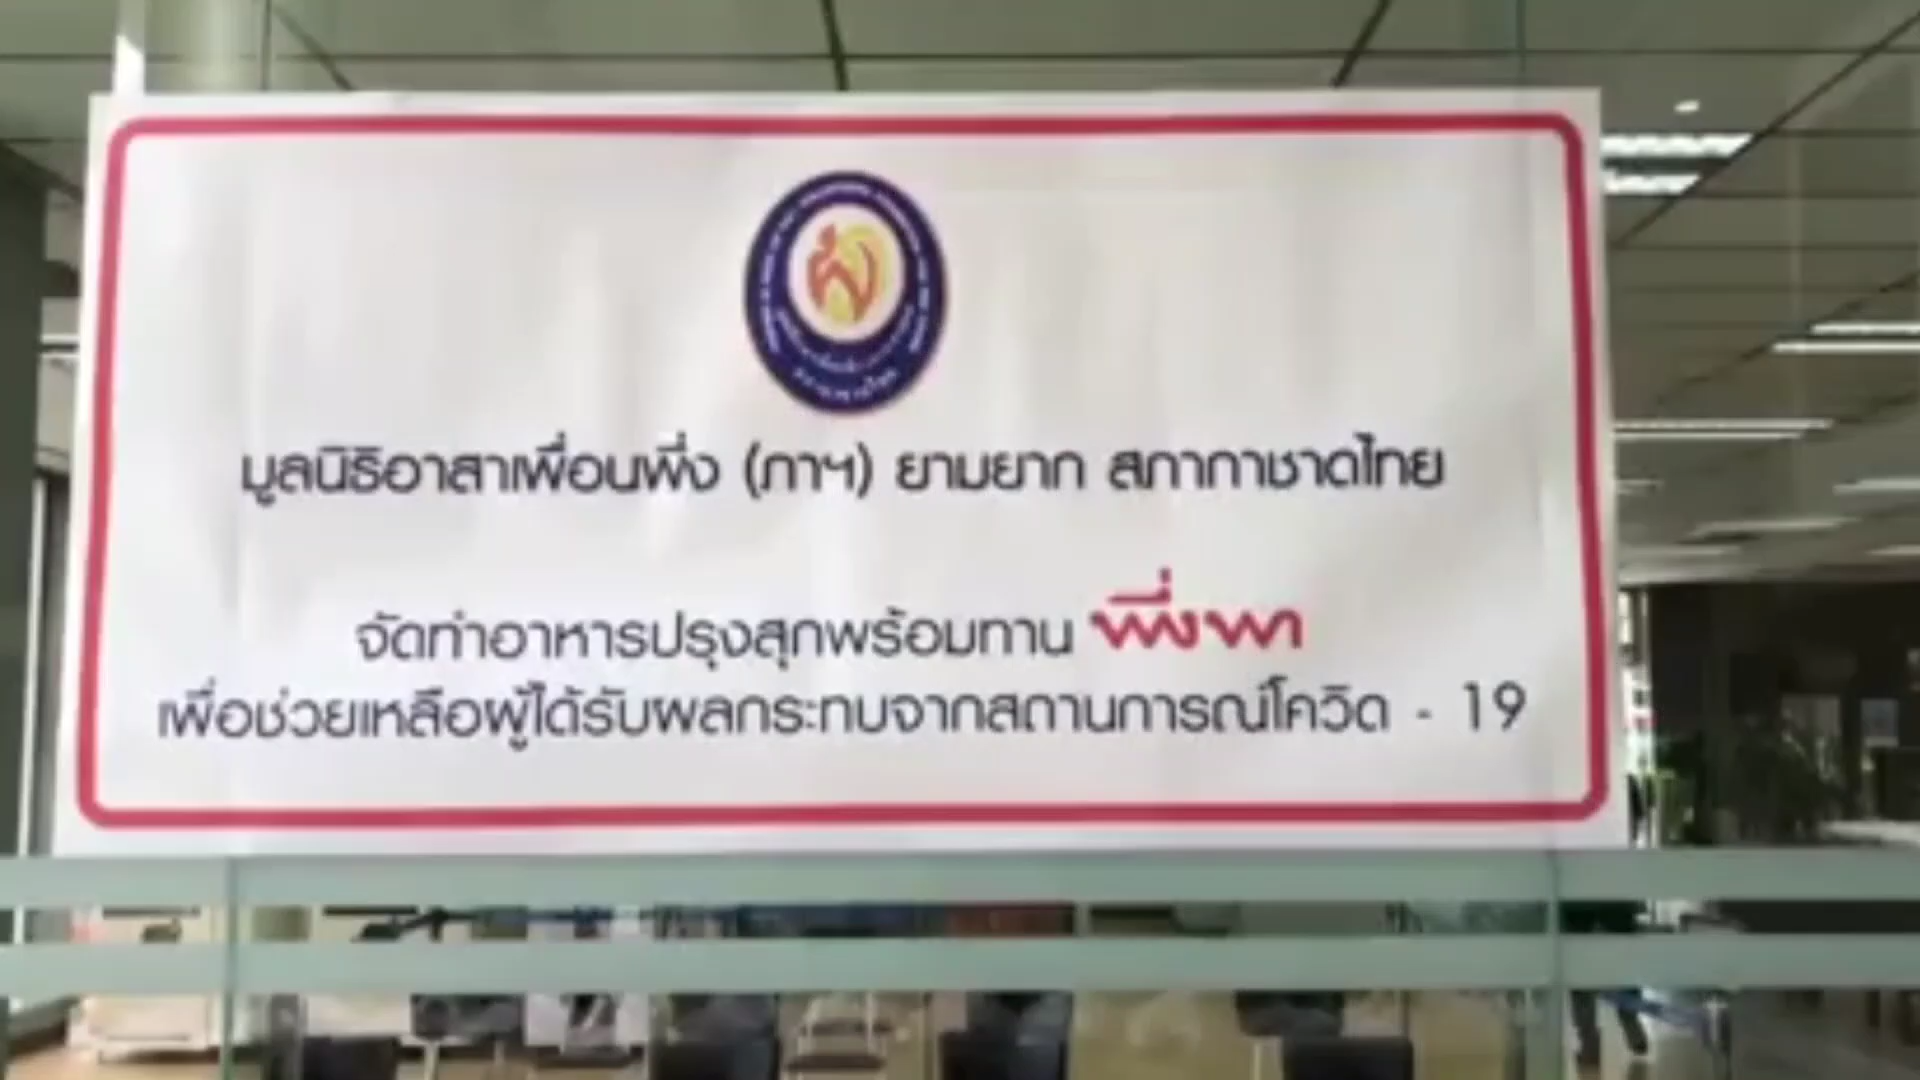 มูลนิธิอาสาเพื่อนพึ่ง (ภาฯ) ยามยาก สภากาชาดไทย
จัดทำอาหารปรุงสุกพร้อมทาน พึ่งพา
เพื่อช่วยเหลือผู้ได้รับผลกระทบจากสถานการณ์โควิด - 19